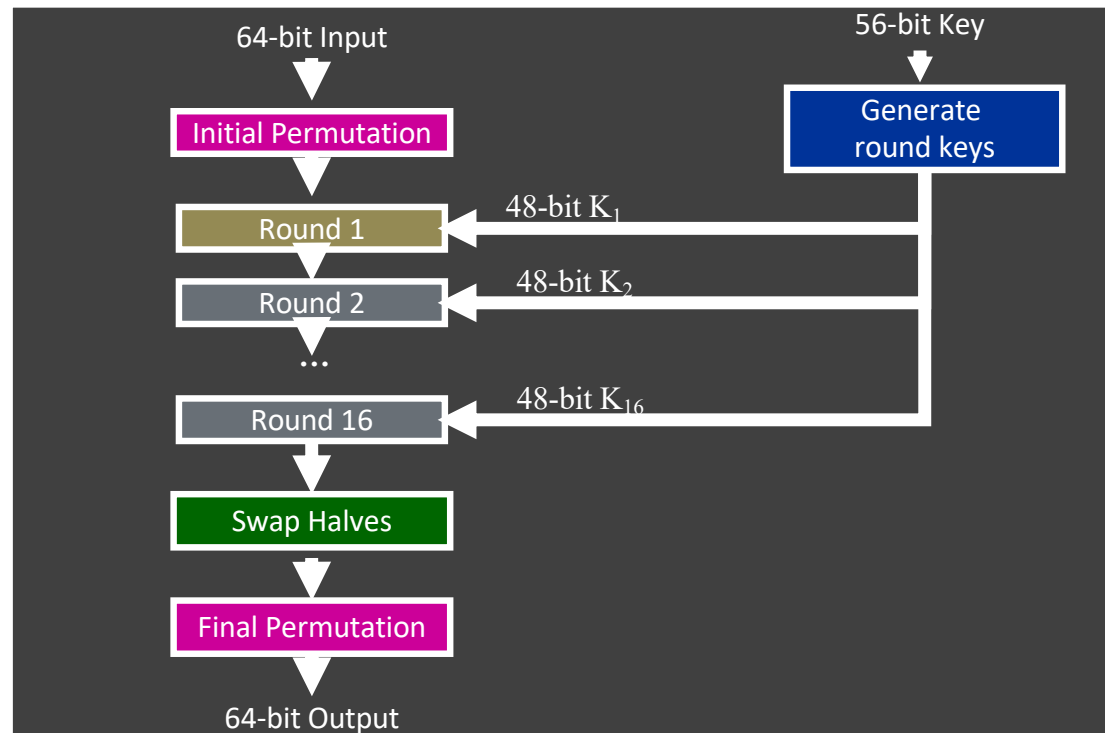 64-bit Input
56-bit Key
Initial Permutation
Generate
round keys
48-bit K₁
Round 1
48-bit K₂
Round 2
...
48-bit K₁₆
Round 16
Swap Halves
Final Permutation
64-bit Output